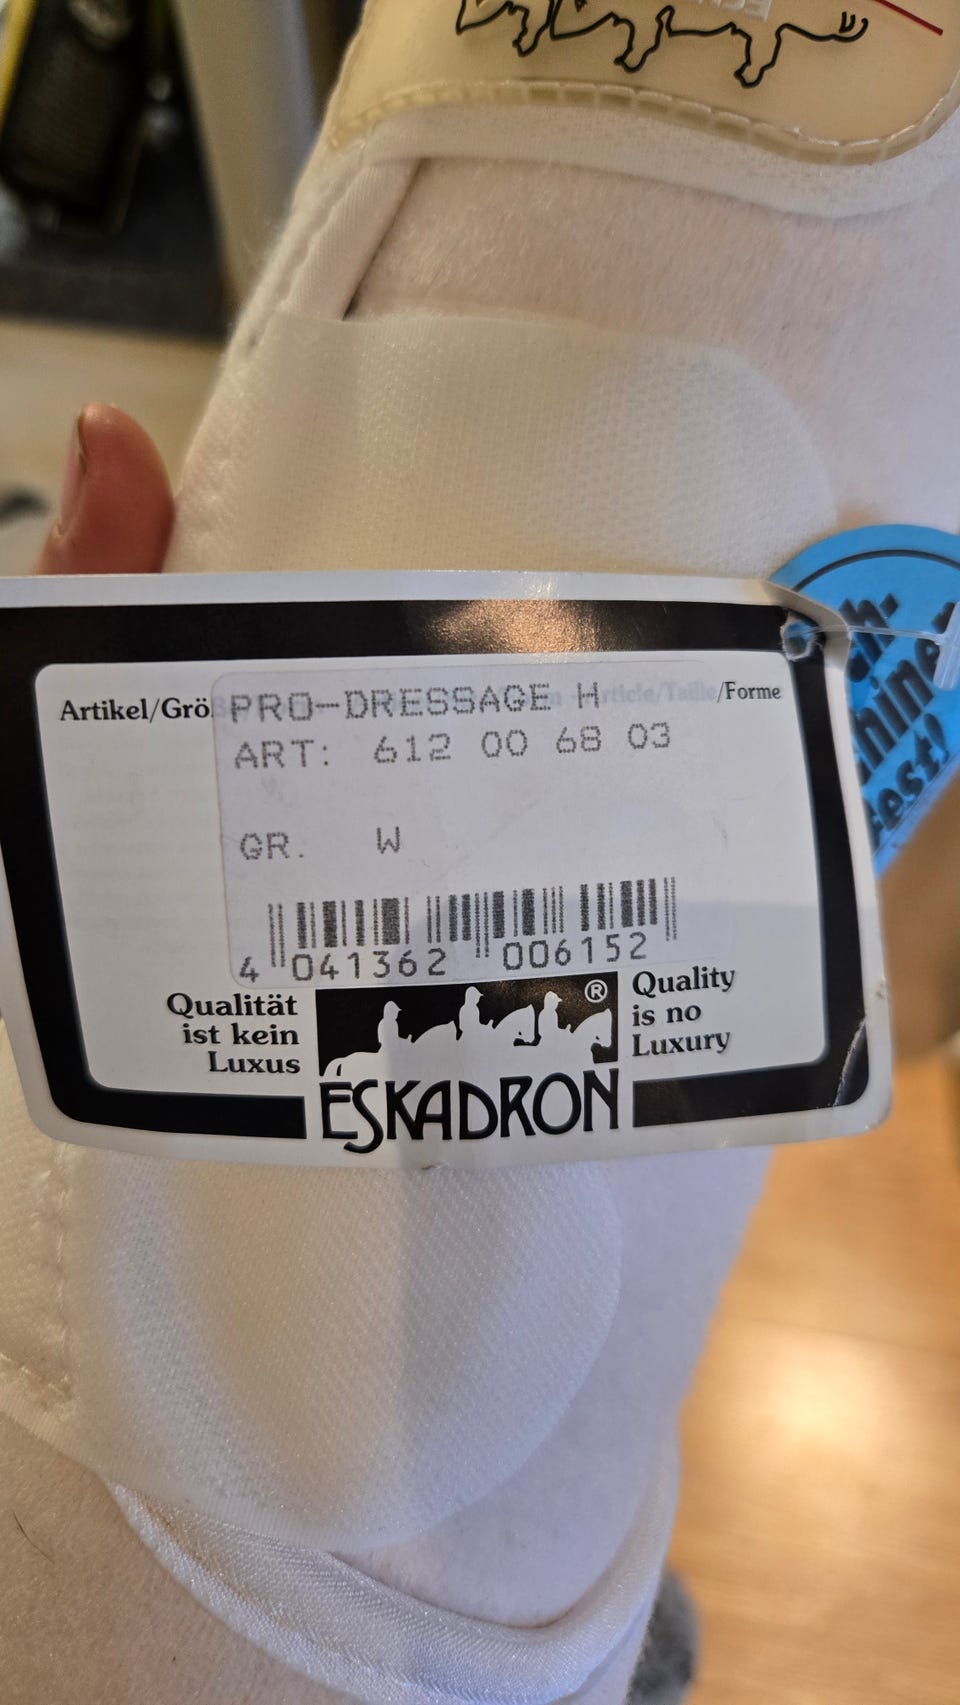 Artikel/Grö
PRO-DRESSAGE H
/Forme
ART: 612 00 68 03
GR. W
4 041362 006152
Qualität
ist kein
Luxus
®
Quality
is no
Luxury
ESKADRON